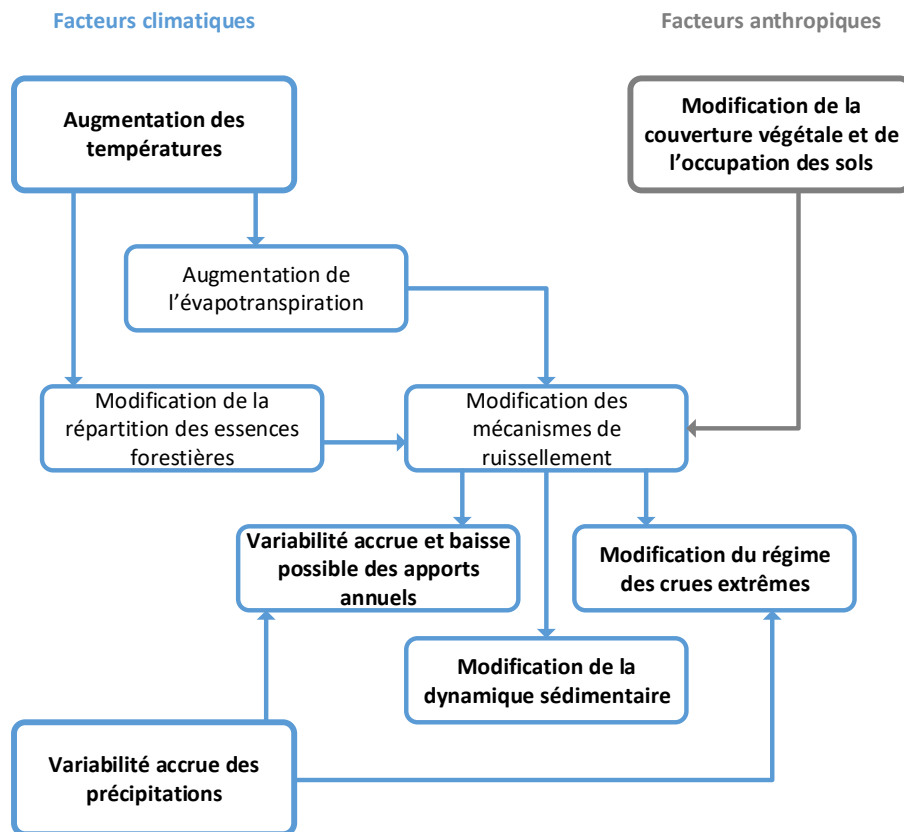 Facteurs climatiques
Facteurs anthropiques
Augmentation des
températures
Modification de la
couverture végétale et de
l’occupation des sols
Augmentation de
l’évapotranspiration
Modification de la
répartition des essences
forestières
Modification des
mécanismes de
ruissellement
Variabilité accrue et baisse
possible des apports
annuels
Modification du régime
des crues extrêmes
Modification de la
dynamique sédimentaire
Variabilité accrue des
précipitations